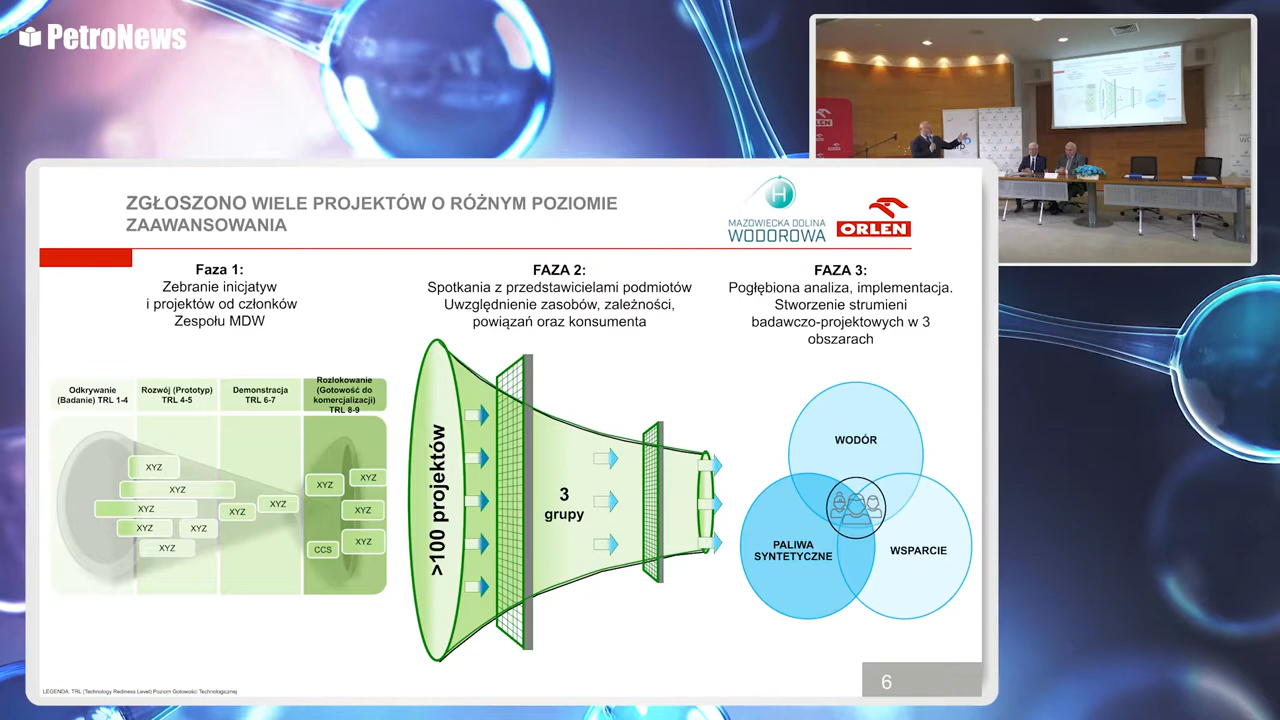 PetroNews
ORLEN
ZGŁOSZONO WIELE PROJEKTÓW O RÓŻNYM POZIOMIE
ZAAWANSOWANIA
H
MAZOWIECKA DOLINA
WODOROWA
ORLEN
Faza 1:
Zebranie inicjatyw
i projektów od członków
Zespołu MDW
FAZA 2:
Spotkania z przedstawicielami podmiotów
Uwzględnienie zasobów, zależności,
powiązań oraz konsumenta
FAZA 3:
Pogłębiona analiza, implementacja.
Stworzenie strumieni
badawczo-projektowych w 3
obszarach
Odkrywanie
(Badanie) TRL 1-4
Rozwój (Prototyp)
TRL 4-5
Demonstracja
TRL 6-7
Rozlokowanie
(Gotowość do
komercjalizacji)
TRL 8-9
XYZ
XYZ
XYZ
XYZ
XYZ
XYZ
XYZ
XYZ
XYZ
XYZ
XYZ
CCS
XYZ
>100 projektów
3
grupy
WODÓR
PALIWA
SYNTETYCZNE
WSPARCIE
LEGENDA: TRL (Technology Rediness Level) Poziom Gotowości Technologicznej
6